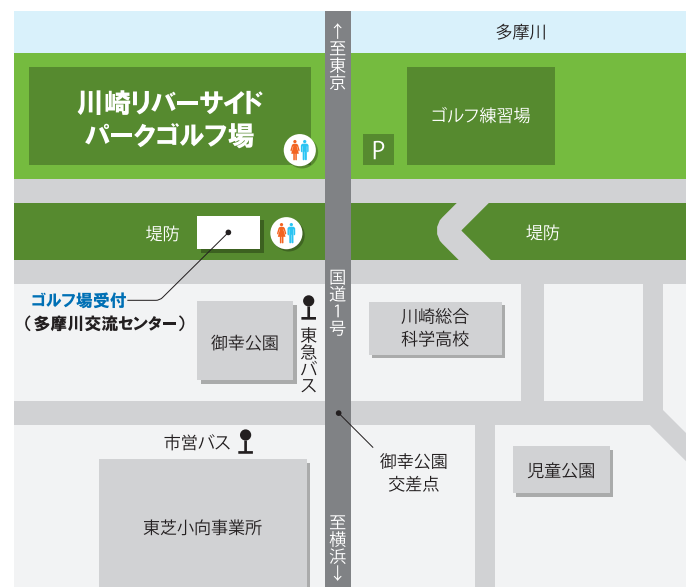 多摩川
↑至東京
川崎リバーサイド
パークゴルフ場
P
ゴルフ練習場
堤防
堤防
ゴルフ場受付
（多摩川交流センター）
国道1号
東急バス
御幸公園
川崎総合
科学高校
市営バス
御幸公園
交差点
児童公園
東芝小向事業所
至横浜↓